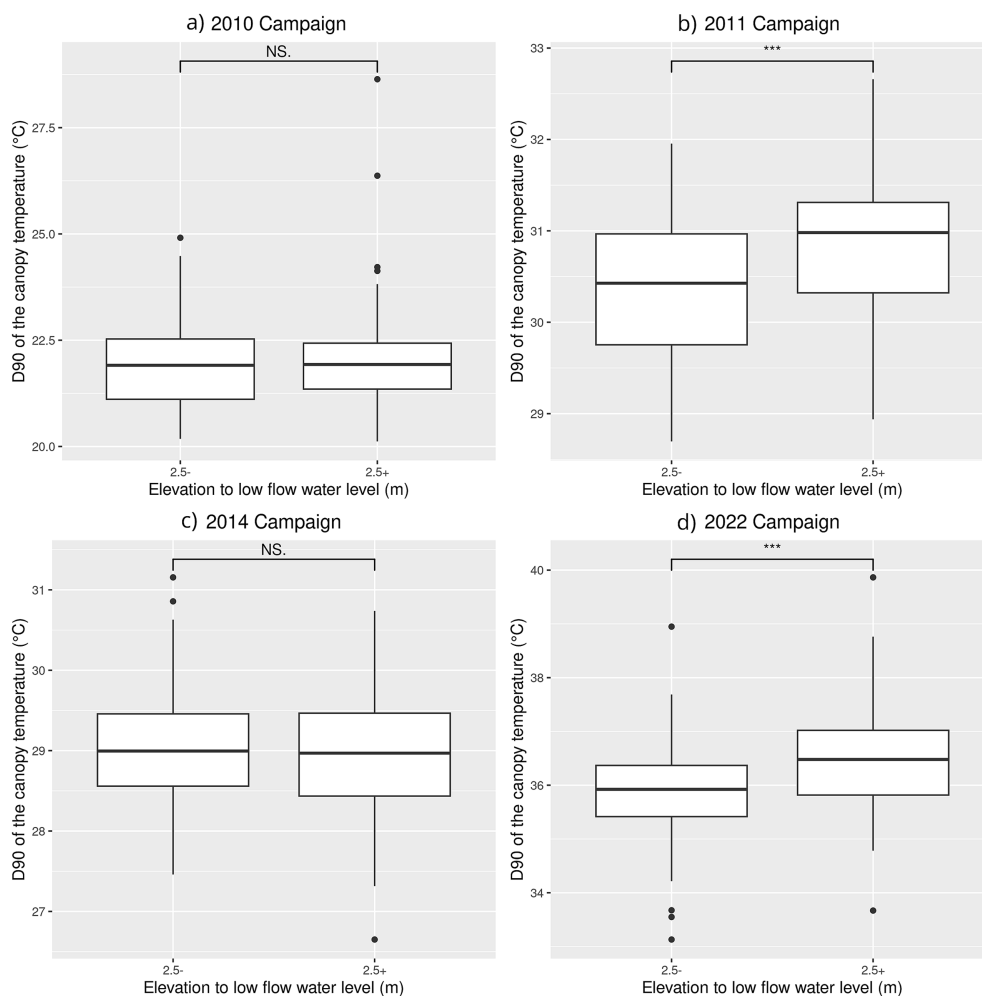 a) 2010 Campaign
NS.
27.5
25.0
22.5
20.0
D90 of the canopy temperature (°C)
2.5-
2.5+
Elevation to low flow water level (m)
b) 2011 Campaign
***
33
32
31
30
29
D90 of the canopy temperature (°C)
2.5-
2.5+
Elevation to low flow water level (m)
c) 2014 Campaign
NS.
31
30
29
28
27
D90 of the canopy temperature (°C)
2.5-
2.5+
Elevation to low flow water level (m)
d) 2022 Campaign
***
40
38
36
34
D90 of the canopy temperature (°C)
2.5-
2.5+
Elevation to low flow water level (m)